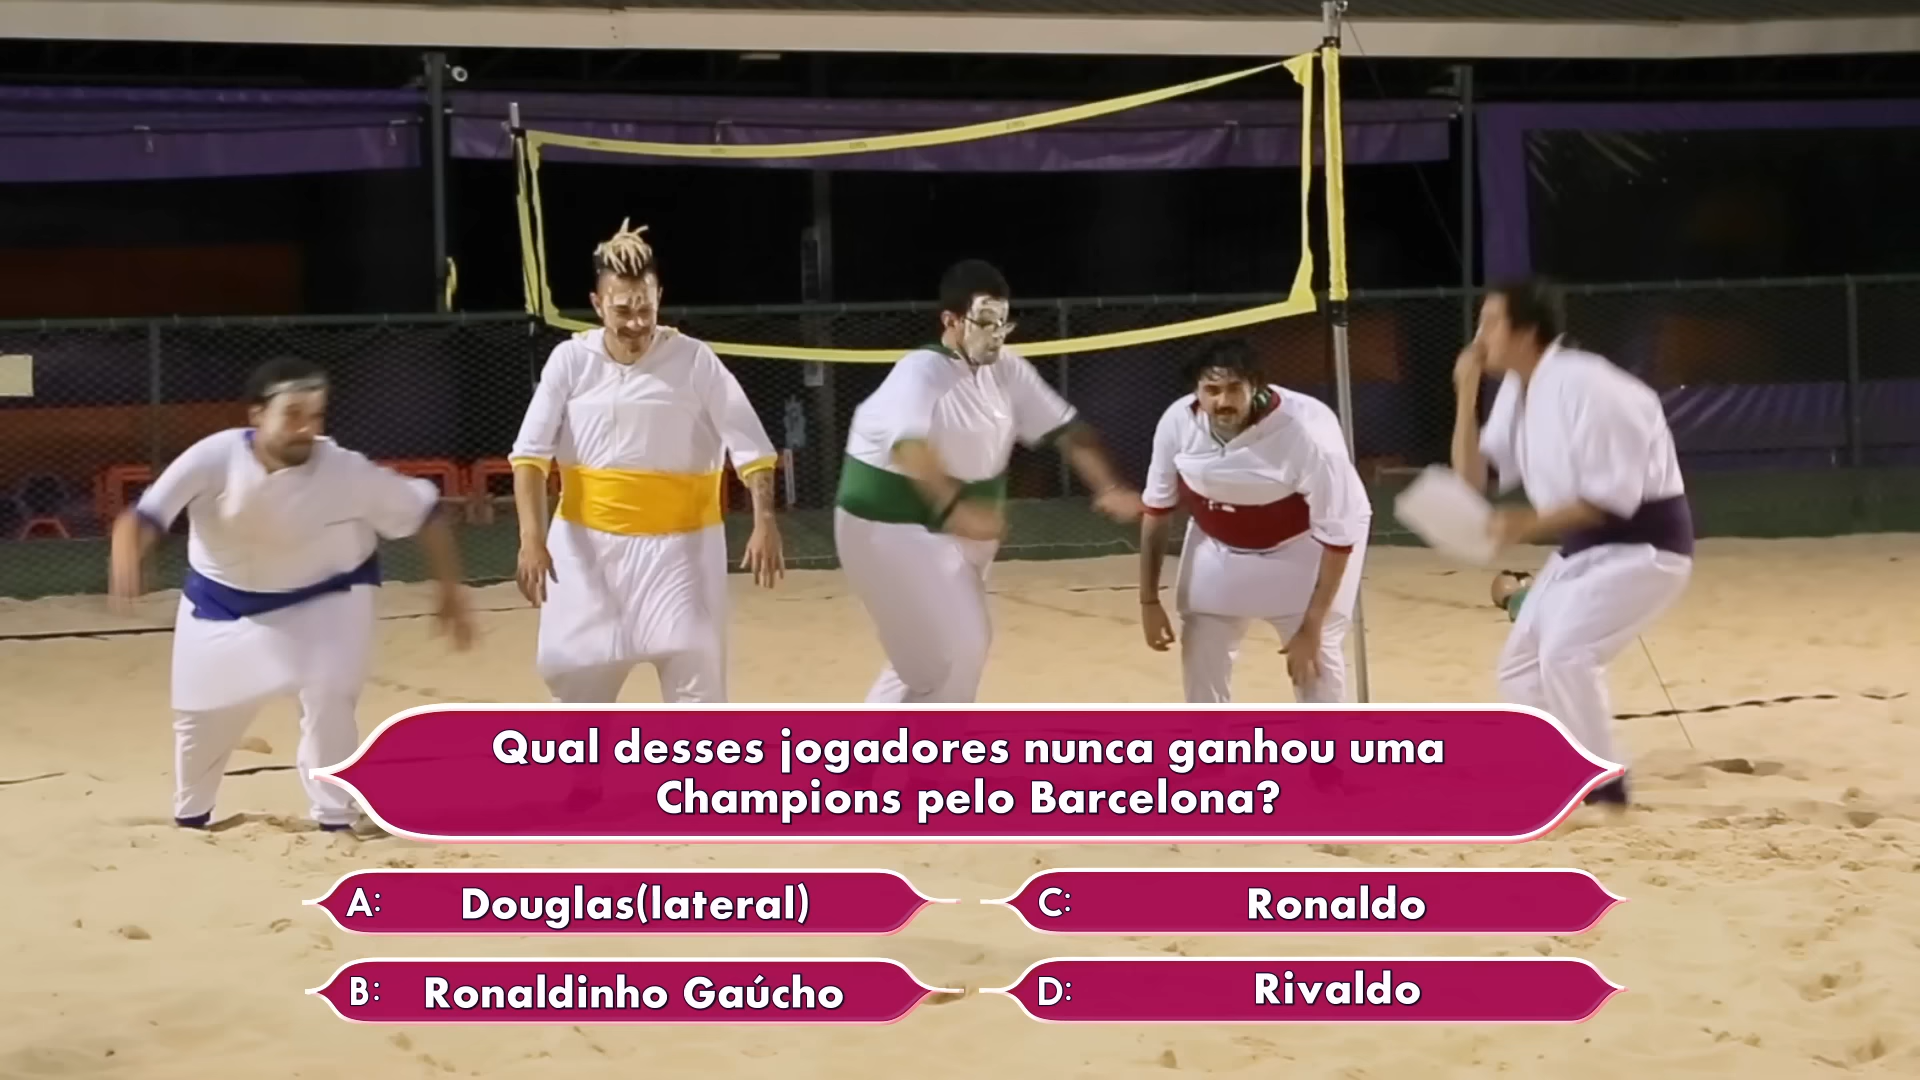 Qual desses jogadores nunca ganhou uma
Champions pelo Barcelona?
A: Douglas(lateral)
C: Ronaldo
B: Ronaldinho Gaúcho
D: Rivaldo